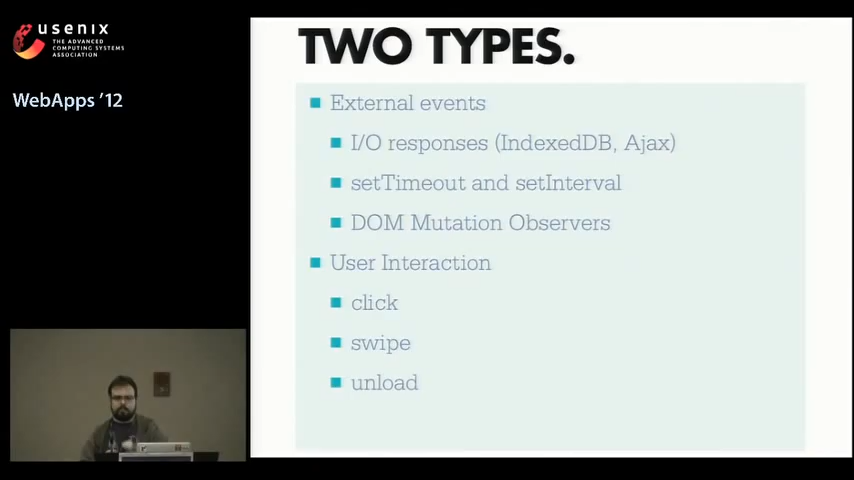 usenix
THE ADVANCED
COMPUTING SYSTEMS
ASSOCIATION
WebApps '12
TWO TYPES.
External events
I/O responses (IndexedDB, Ajax)
setTimeout and setInterval
DOM Mutation Observers
User Interaction
click
swipe
unload